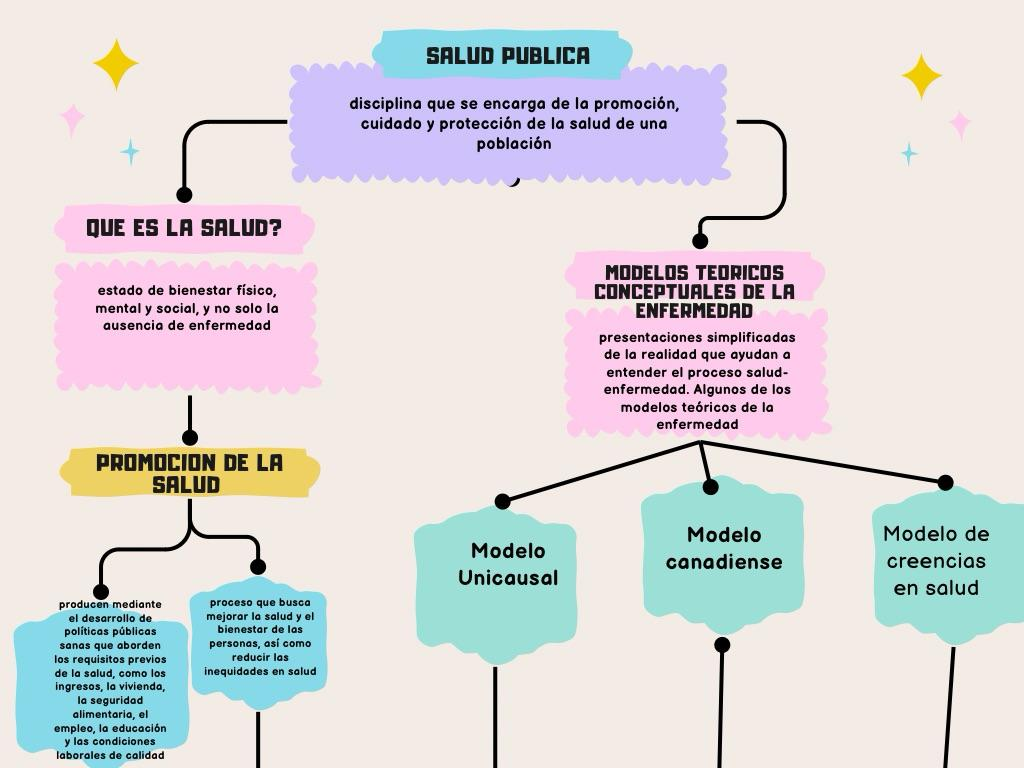 SALUD PUBLICA
disciplina que se encarga de la promoción,
cuidado y protección de la salud de una
población
QUE ES LA SALUD?
estado de bienestar físico,
mental y social, y no solo la
ausencia de enfermedad
PROMOCION DE LA
SALUD
producen mediante
el desarrollo de
políticas públicas
sanas que aborden
los requisitos previos
de la salud, como los
ingresos, la vivienda,
la seguridad
alimentaria, el
empleo, la educación
y las condiciones
laborales de calidad
proceso que busca
mejorar la salud y el
bienestar de las
personas, así como
reducir las
inequidades en salud
MODELOS TEORICOS
CONCEPTUALES DE LA
ENFERMEDAD
presentaciones simplificadas
de la realidad que ayudan a
entender el proceso salud-
enfermedad. Algunos de los
modelos teóricos de la
enfermedad
Modelo
Unicausal
Modelo
canadiense
Modelo de
creencias
en salud